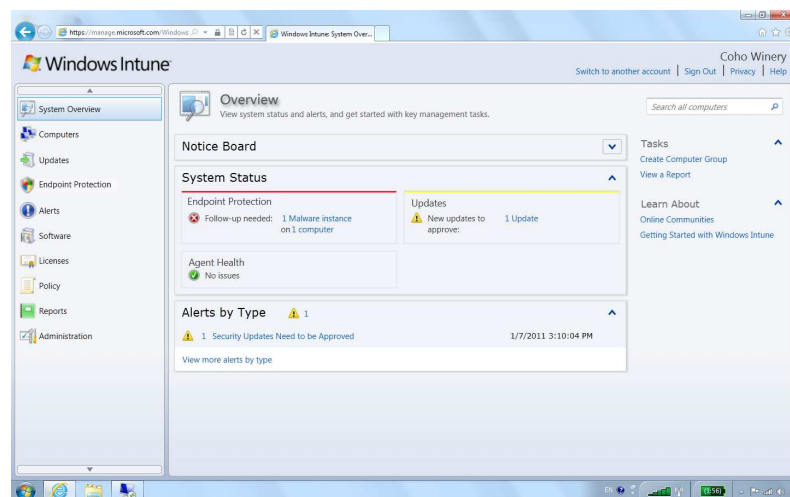 https://manage.microsoft.com/Windows
Windows Intune: System Over...
Windows Intune
Coho Winery
Switch to another account | Sign Out | Privacy | Help
System Overview
Computers
Updates
Endpoint Protection
Alerts
Software
Licenses
Policy
Reports
Administration
Overview
View system status and alerts, and get started with key management tasks.
Notice Board
System Status
Endpoint Protection
Follow-up needed: 1 Malware instance
on 1 computer
Updates
New updates to 1 Update
approve:
Agent Health
No issues
Alerts by Type 1
1 Security Updates Need to be Approved 1/7/2011 3:10:04 PM
View more alerts by type
Search all computers
Tasks
Create Computer Group
View a Report
Learn About
Online Communities
Getting Started with Windows Intune
EN
(1:56)